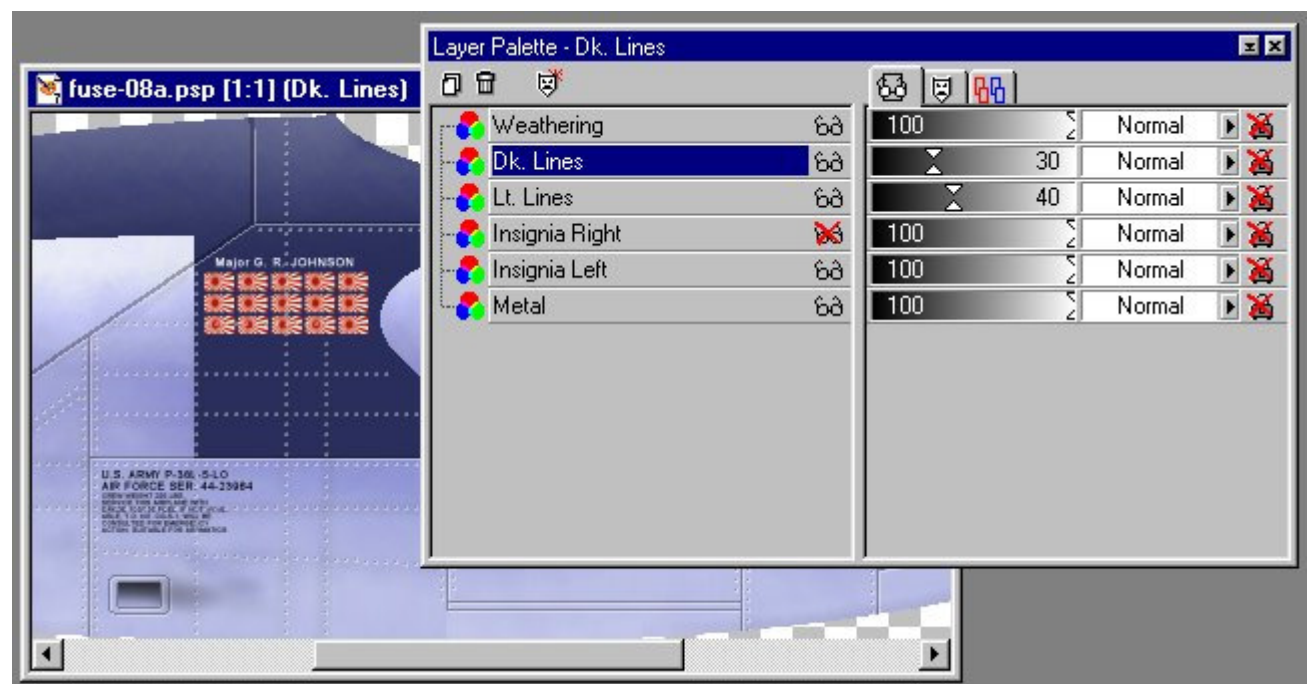 Layer Palette - Dk. Lines
fuse-08a.psp [1:1] (Dk. Lines)
Weathering 100 Normal
Dk. Lines 30 Normal
Lt. Lines 40 Normal
Insignia Right 100 Normal
Insignia Left 100 Normal
Metal 100 Normal
Major G. R. JOHNSON
U.S. ARMY P-38L-5-LO
AIR FORCE SER. 44-23964